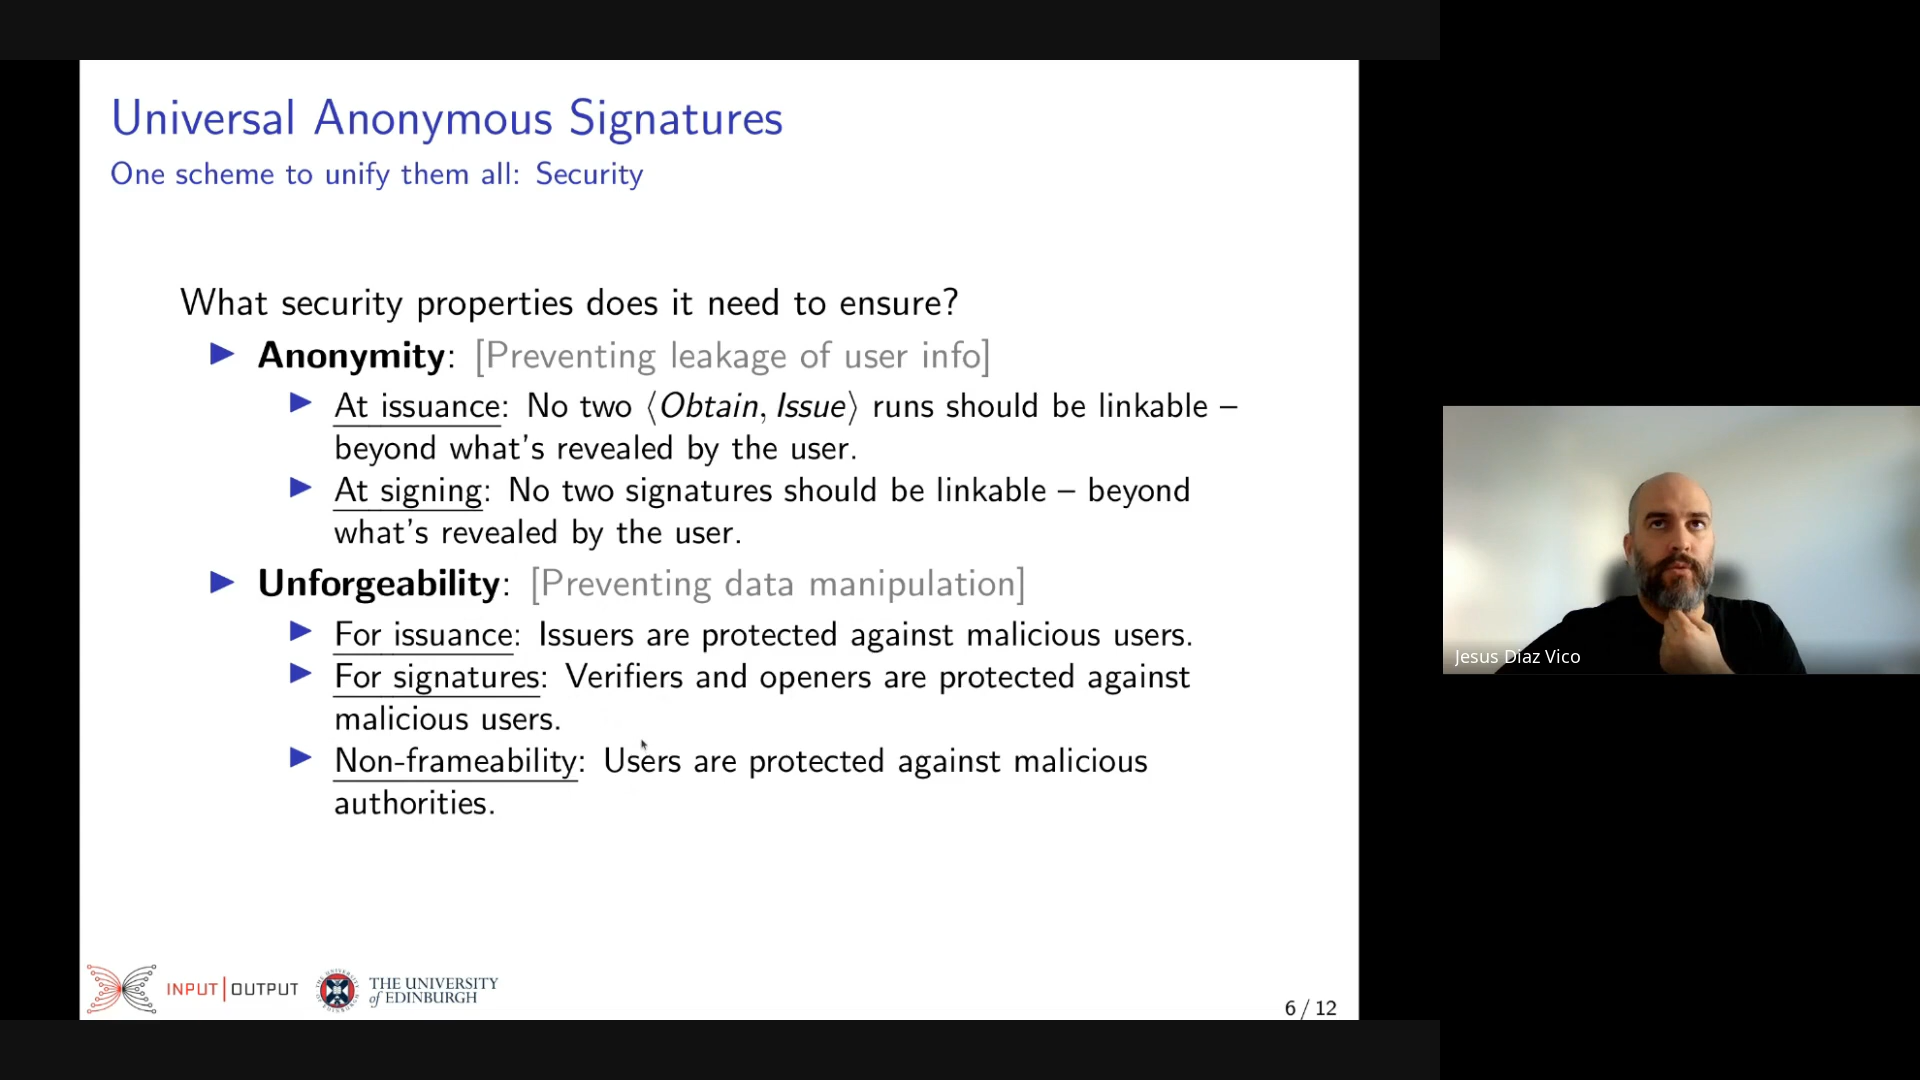 Universal Anonymous Signatures
One scheme to unify them all: Security
What security properties does it need to ensure?
▶ Anonymity: [Preventing leakage of user info]
▶ At issuance: No two ⟨Obtain, Issue⟩ runs should be linkable –
beyond what's revealed by the user.
▶ At signing: No two signatures should be linkable – beyond
what's revealed by the user.
▶ Unforgeability: [Preventing data manipulation]
▶ For issuance: Issuers are protected against malicious users.
▶ For signatures: Verifiers and openers are protected against
malicious users.
▶ Non-frameability: Users are protected against malicious
authorities.
INPUT|OUTPUT
THE UNIVERSITY
of EDINBURGH
6 / 12
Jesus Diaz Vico